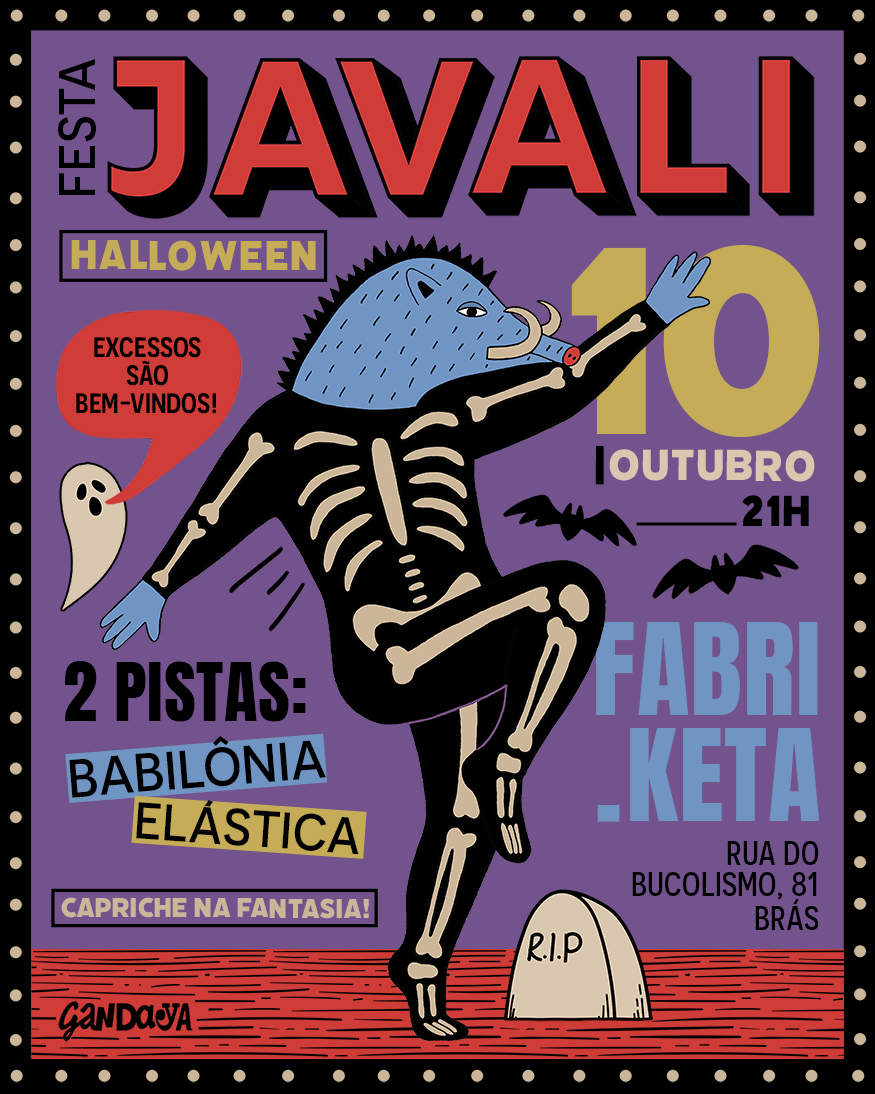 FESTA
JAVALI
HALLOWEEN
10
OUTUBRO
21H
EXCESSOS
SÃO
BEM-VINDOS!
2 PISTAS:
BABILÔNIA
ELÁSTICA
FABRI
.KETA
RUA DO
BUCOLISMO, 81
BRÁS
CAPRICHE NA FANTASIA!
R.I.P
GANDAYA